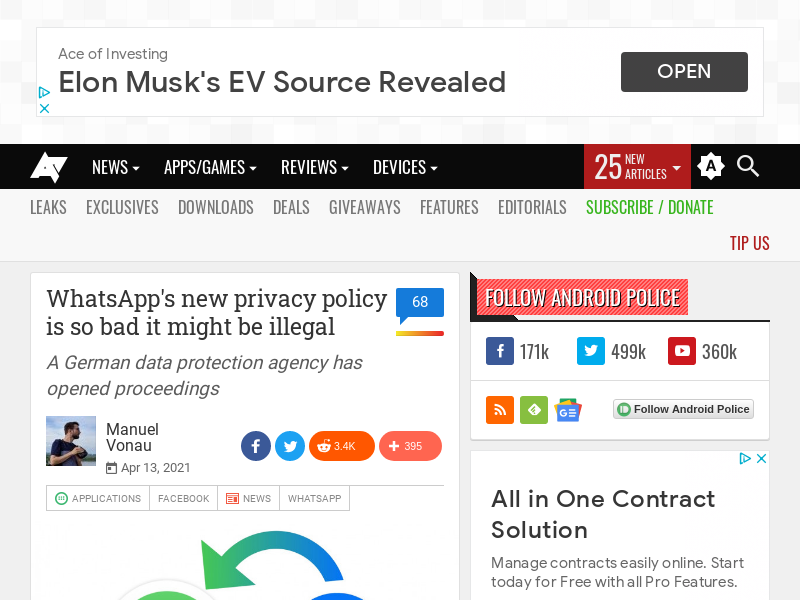 Ace of Investing
Elon Musk's EV Source Revealed
OPEN
NEWS
APPS/GAMES
REVIEWS
DEVICES
25 NEW ARTICLES
A
LEAKS EXCLUSIVES DOWNLOADS DEALS GIVEAWAYS FEATURES EDITORIALS SUBSCRIBE / DONATE
TIP US
WhatsApp's new privacy policy
is so bad it might be illegal
68
A German data protection agency has
opened proceedings
Manuel
Vonau
Apr 13, 2021
3.4K
395
APPLICATIONS
FACEBOOK
NEWS
WHATSAPP
FOLLOW ANDROID POLICE
171k
499k
360k
Follow Android Police
All in One Contract
Solution
Manage contracts easily online. Start
today for Free with all Pro Features.